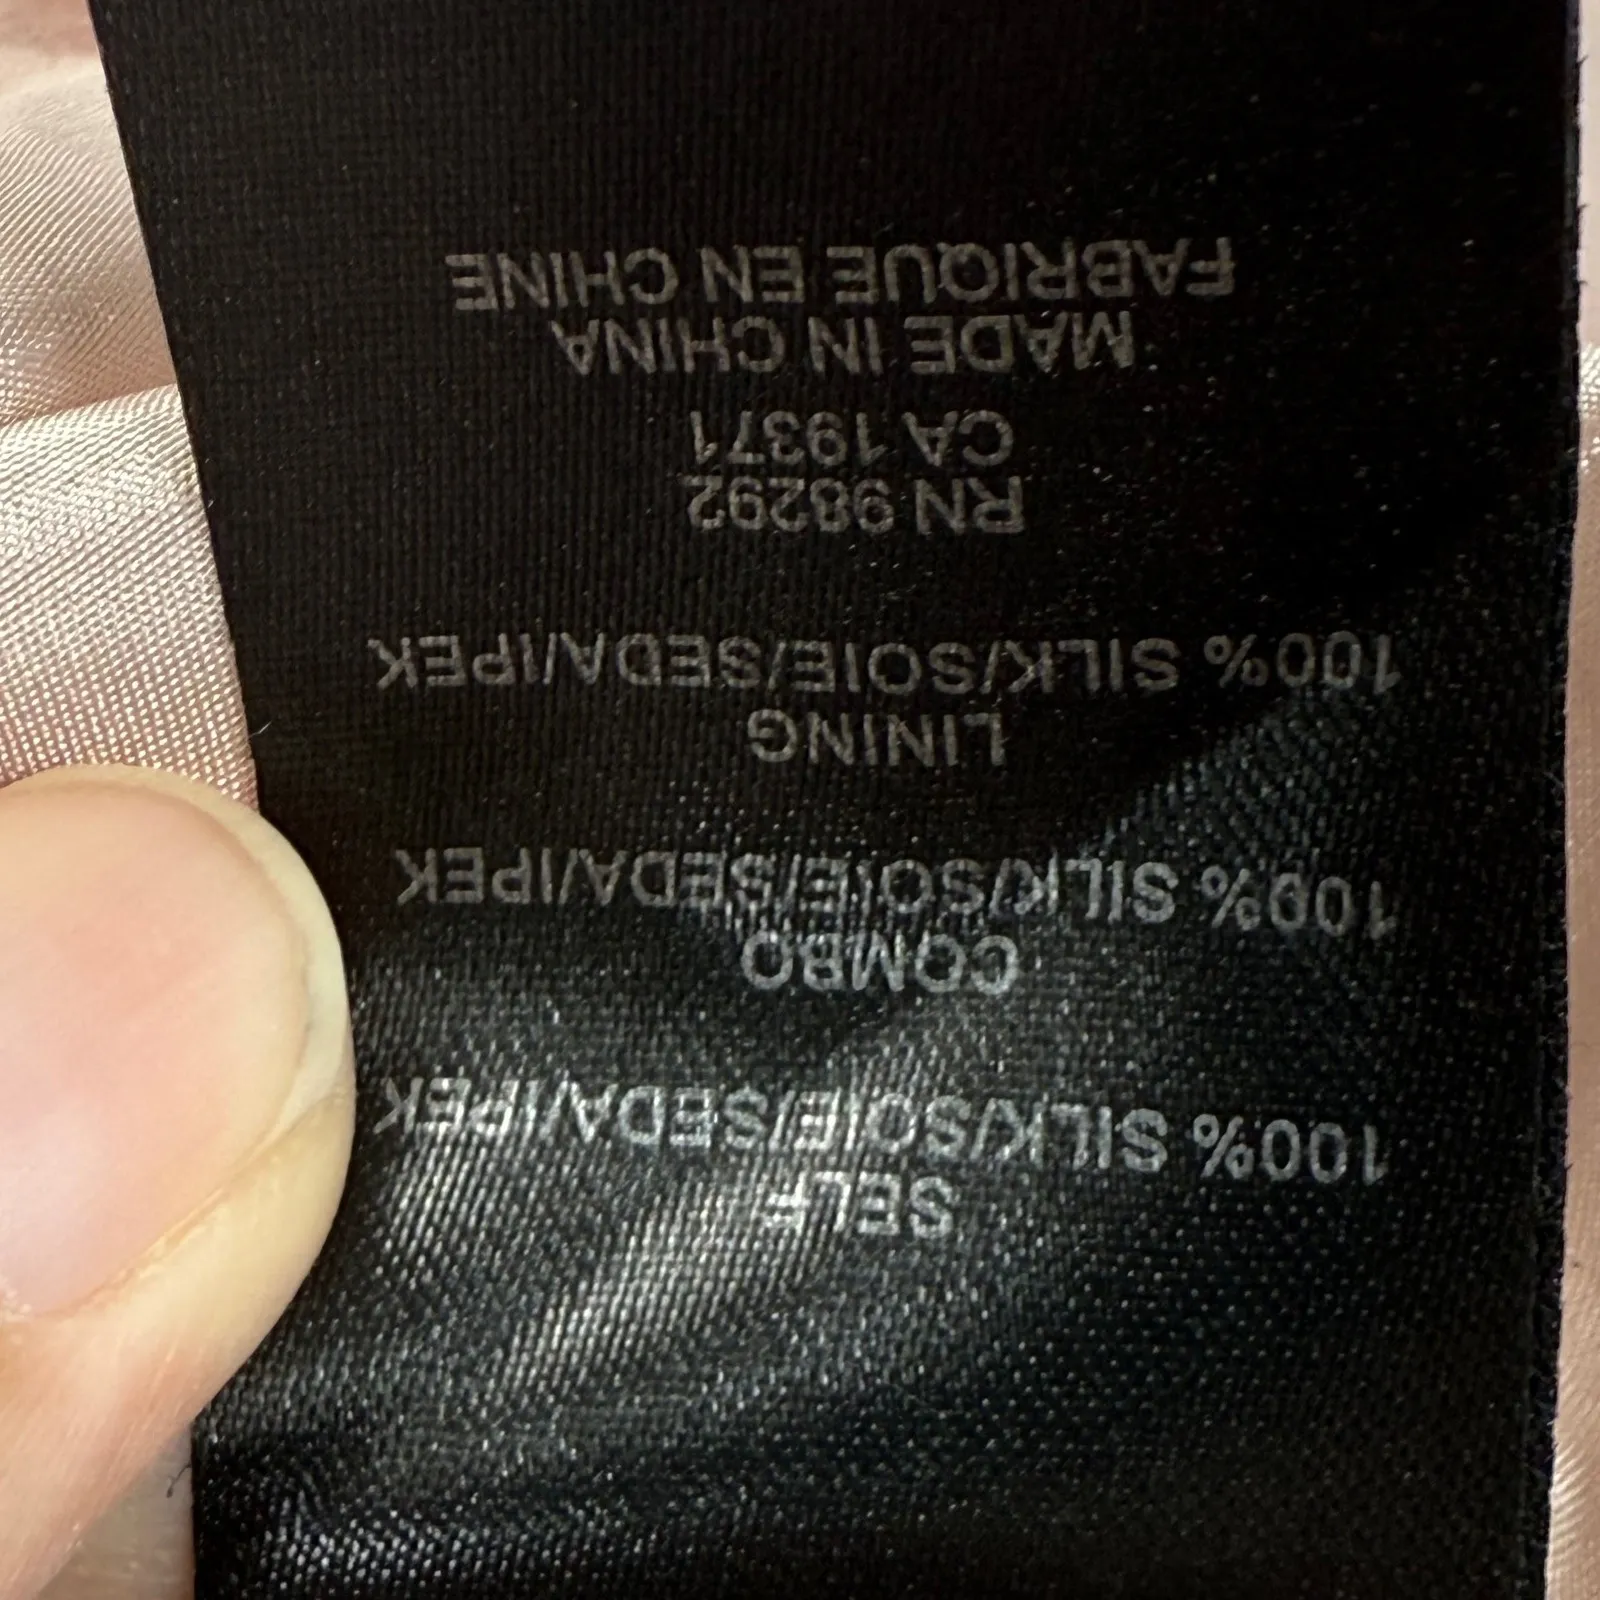 SELF
100% SILK/SOIE/SEDA/IPEK
COMBO
100% SILK/SOIE/SEDA/IPEK
LINING
100% SILK/SOIE/SEDA/IPEK
RN 98292
CA 19371
MADE IN CHINA
FABRIQUE EN CHINE